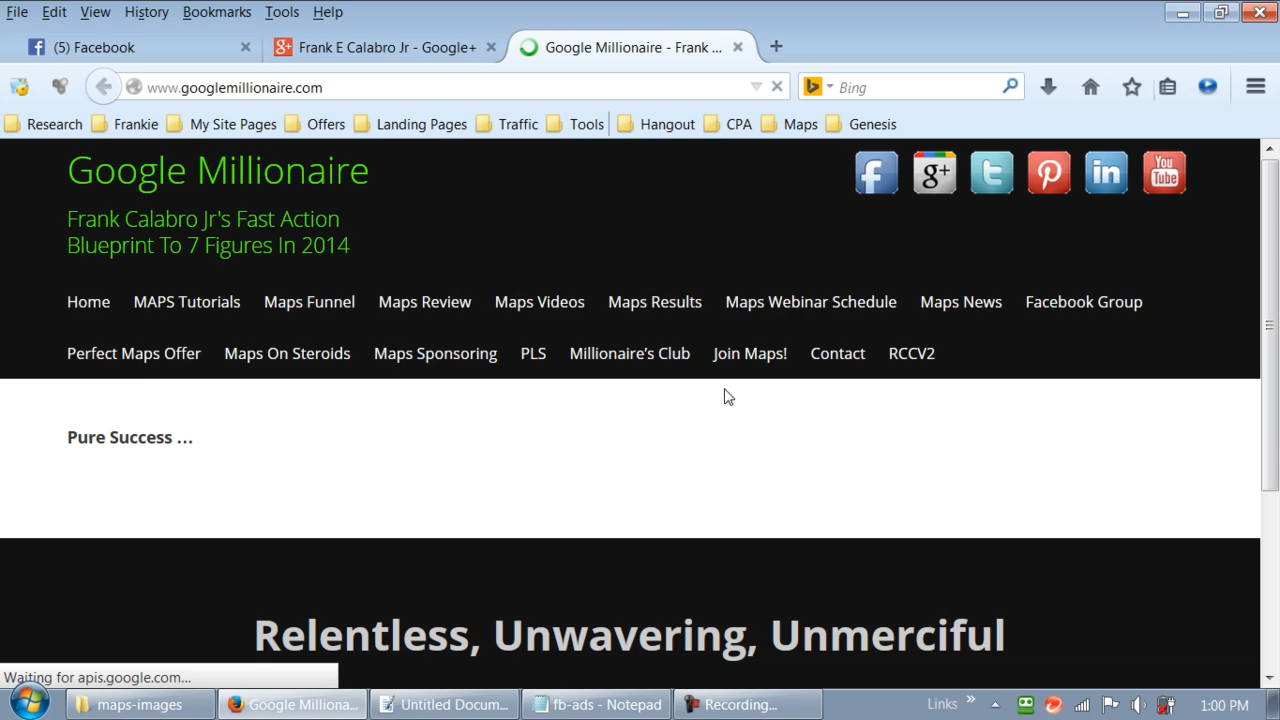 File Edit View History Bookmarks Tools Help
(5) Facebook
Frank E Calabro Jr - Google+
Google Millionaire - Frank ...
www.googlemillionaire.com
Bing
Research Frankie My Site Pages Offers Landing Pages Traffic Tools Hangout CPA Maps Genesis
Google Millionaire
You Tube
Frank Calabro Jr's Fast Action
Blueprint To 7 Figures In 2014
Home MAPS Tutorials Maps Funnel Maps Review Maps Videos Maps Results Maps Webinar Schedule Maps News Facebook Group
Perfect Maps Offer Maps On Steroids Maps Sponsoring PLS Millionaire's Club Join Maps! Contact RCCV2
Pure Success ...
Relentless, Unwavering, Unmerciful
Waiting for apis.google.com...
maps-images Google Milliona... Untitled Docum... fb-ads - Notepad Recording... Links » 1:00 PM